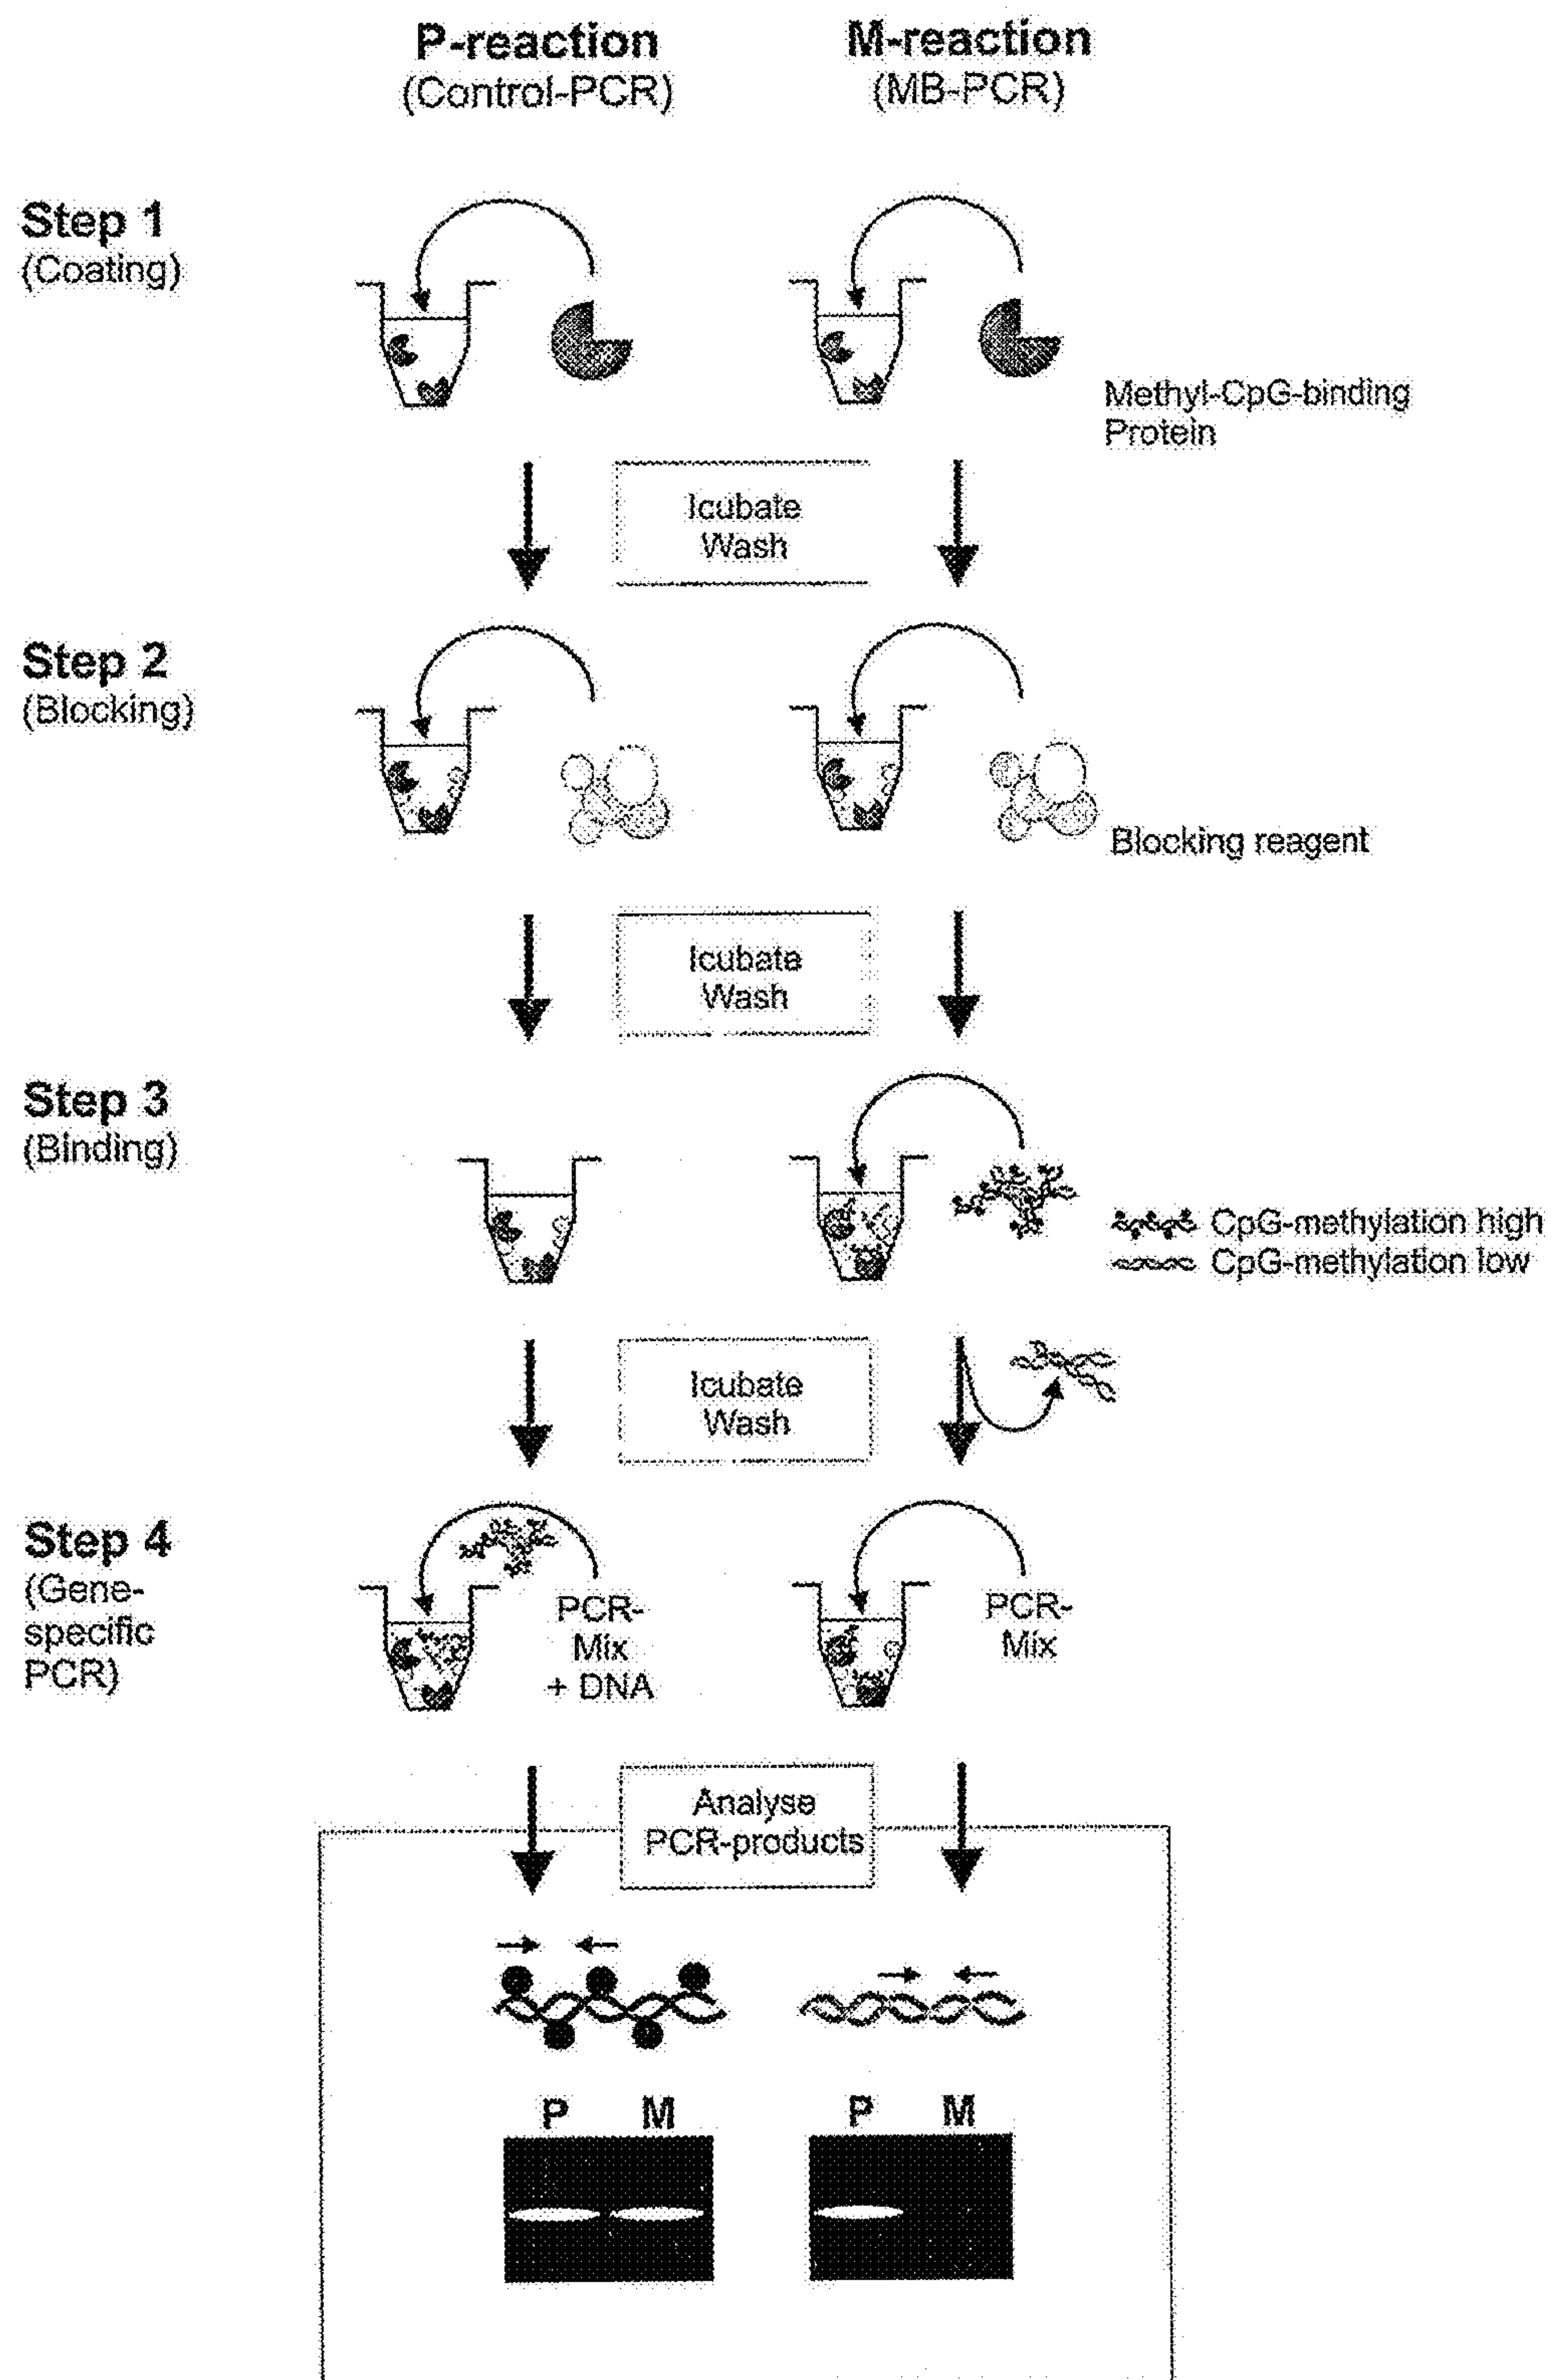 P-reaction
(Control-PCR)
M-reaction
(MB-PCR)
Step 1
(Coating)
Methyl-CpG-binding
Protein
Icubate
Wash
Step 2
(Blocking)
Blocking reagent
Icubate
Wash
Step 3
(Binding)
CpG-methylation high
CpG-methylation low
Icubate
Wash
Step 4
(Gene-
specific
PCR)
PCR-
Mix
+ DNA
PCR-
Mix
Analyse
PCR-products
P M
P M